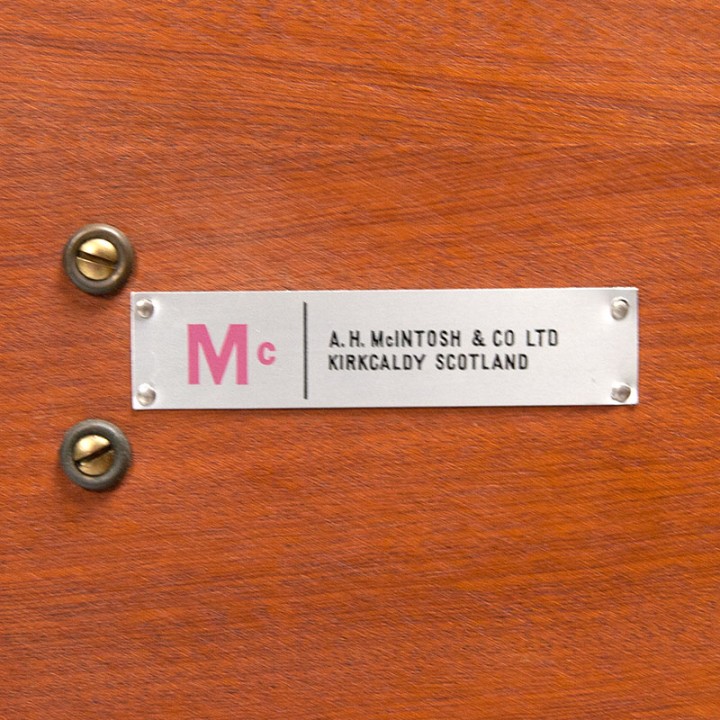 Mc
A.H. McINTOSH & CO LTD
KIRKCALDY SCOTLAND